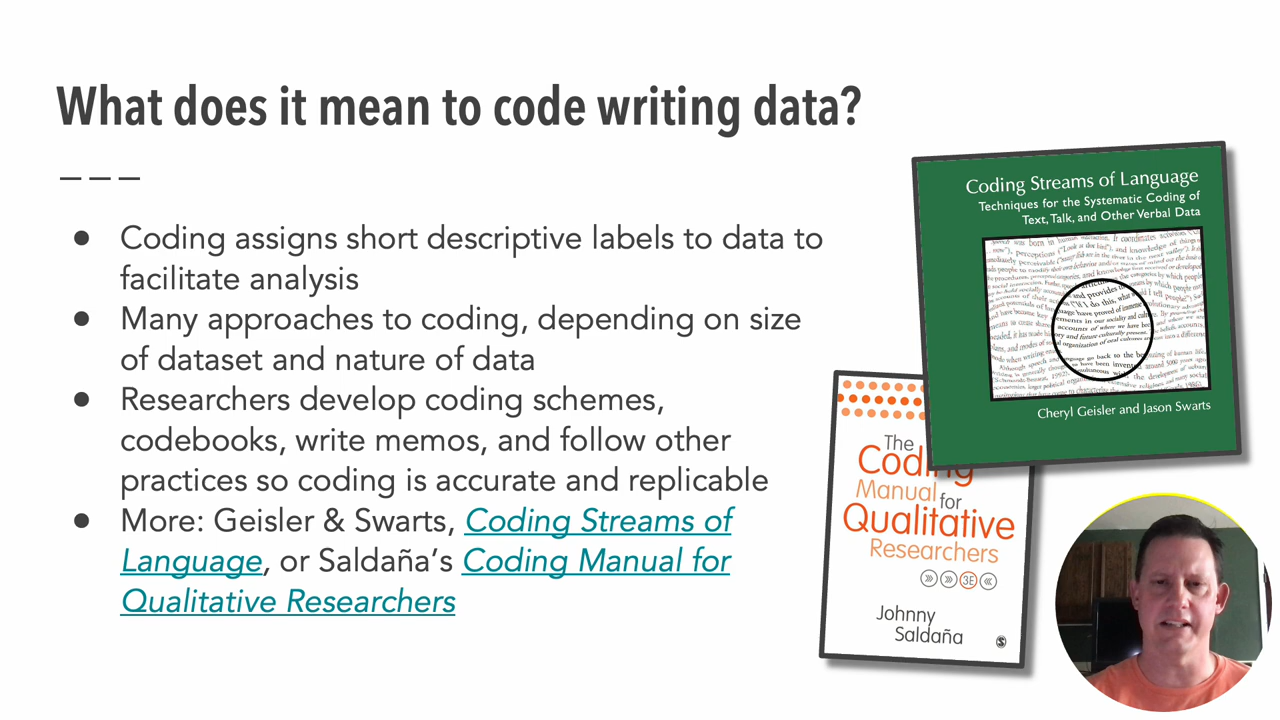 What does it mean to code writing data?
● Coding assigns short descriptive labels to data to
facilitate analysis
● Many approaches to coding, depending on size
of dataset and nature of data
● Researchers develop coding schemes,
codebooks, write memos, and follow other
practices so coding is accurate and replicable
● More: Geisler & Swarts, Coding Streams of
Language, or Saldaña’s Coding Manual for
Qualitative Researchers
Coding Streams of Language
Techniques for the Systematic Coding of
Text, Talk, and Other Verbal Data
Cheryl Geisler and Jason Swarts
The
Coding
Manual for
Qualitative
Researchers
3E
Johnny
Saldaña